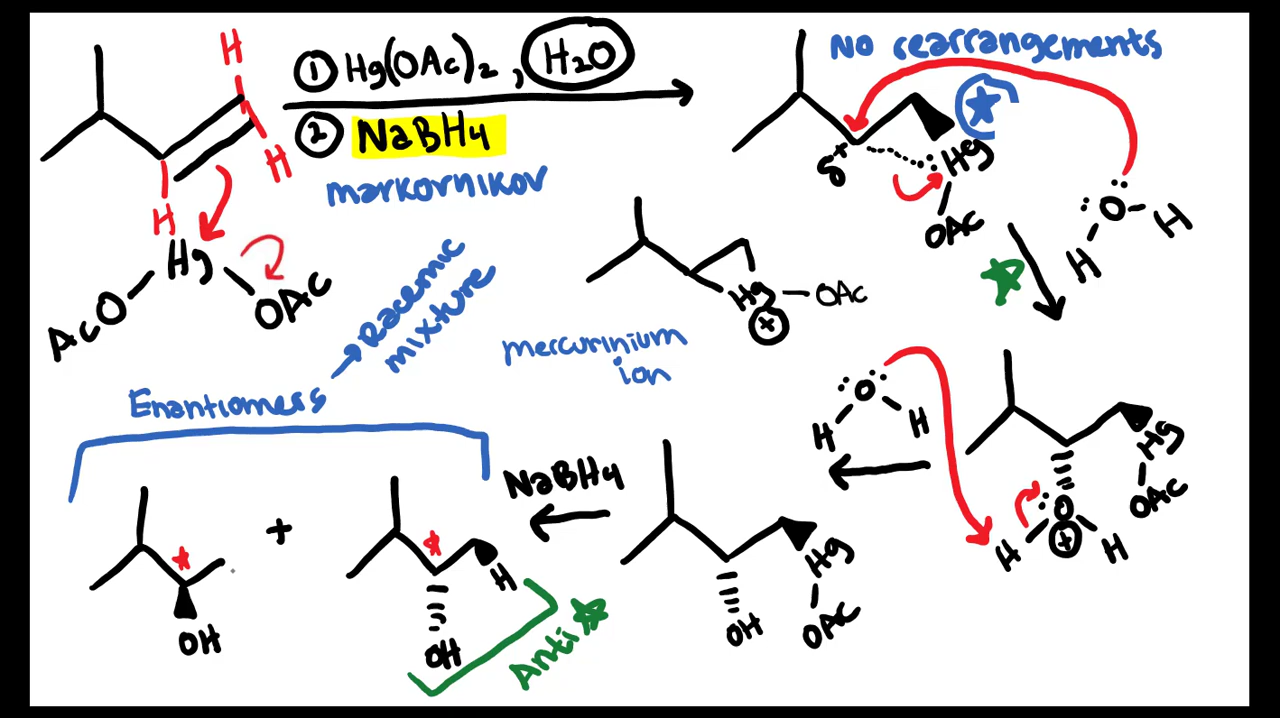 H
① Hg(OAc)2, H2O
② NaBH4
markornikov
H
H
Hg
AcO
OAc
No rearrangements
δ+
:Hg
OAc
:Ö-H
H
Hg-OAc
+
mercurinium
ion
→ Racemic
mixture
Enantiomers
:Ö:
H
H
Hg
OAc
:O
+
H
H
NaBH4
Hg
OAc
OH
+
*
OH
*
H
OH
Anti